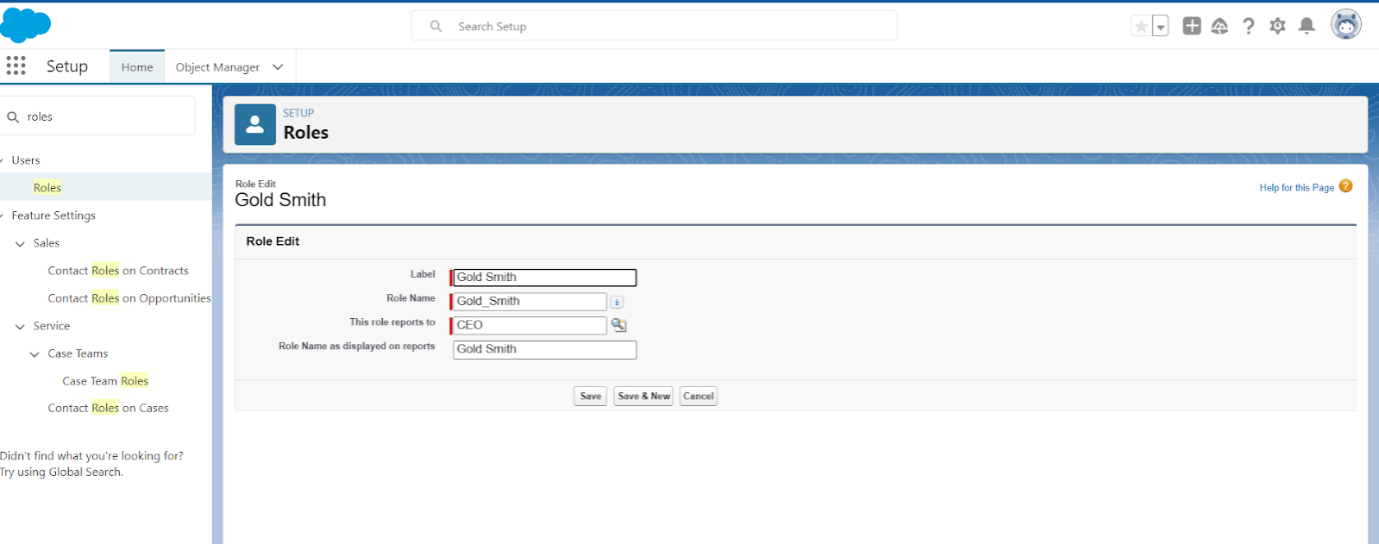 Search Setup
Setup
Home
Object Manager
roles
Users
Roles
Feature Settings
Sales
Contact Roles on Contracts
Contact Roles on Opportunities
Service
Case Teams
Case Team Roles
Contact Roles on Cases
Didn't find what you're looking for?
Try using Global Search.
SETUP
Roles
Role Edit
Gold Smith
Help for this Page ?
Role Edit
Label Gold Smith
Role Name Gold_Smith i
This role reports to CEO
Role Name as displayed on reports Gold Smith
Save Save & New Cancel